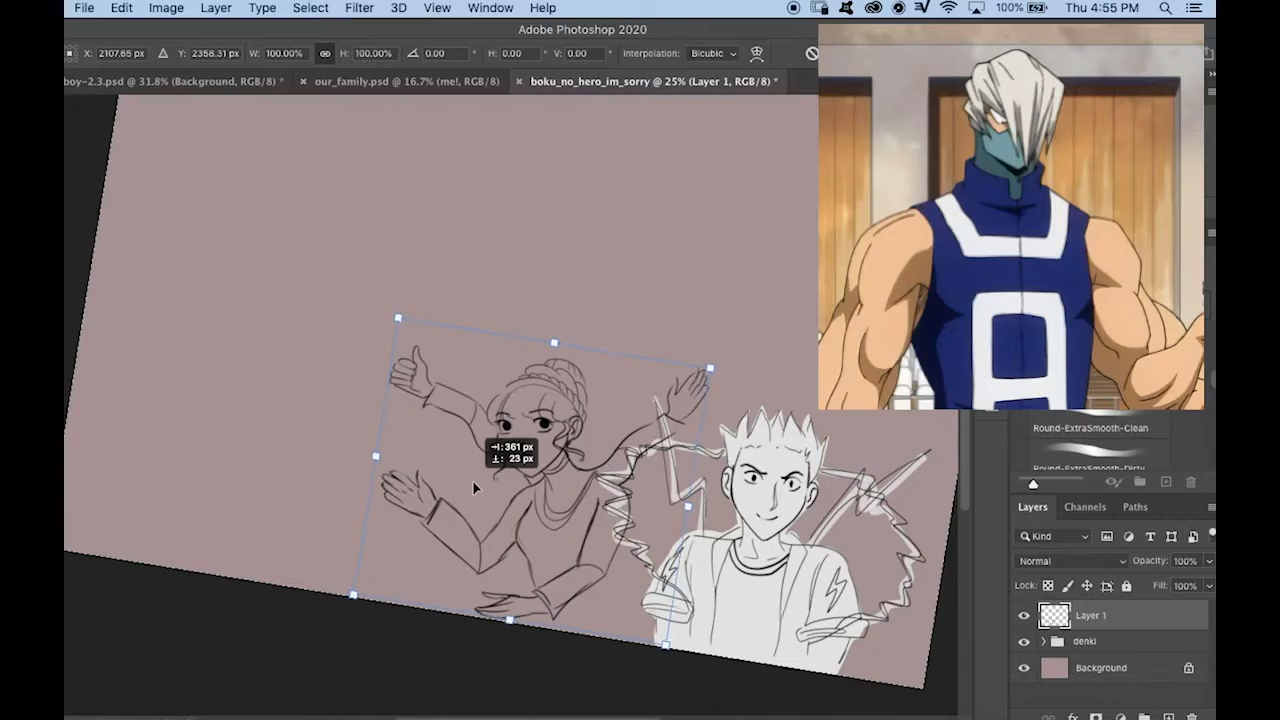 File Edit Image Layer Type Select Filter 3D View Window Help 100% Thu 4:55 PM
Adobe Photoshop 2020
X: 2107.65 px Y: 2358.31 px W: 100.00% H: 100.00% 0.00 ° H: 0.00 ° V: 0.00 ° Interpolation: Bicubic
boy-2.3.psd @ 31.8% (Background, RGB/8) * × our_family.psd @ 16.7% (me!, RGB/8) × boku_no_hero_im_sorry @ 25% (Layer 1, RGB/8) *
→: 361 px
⊥: 23 px
Round-ExtraSmooth-Clean
Round-ExtraSmooth-Dirty
Layers Channels Paths
Kind
Normal Opacity: 100%
Lock: Fill: 100%
Layer 1
denki
Background
fx